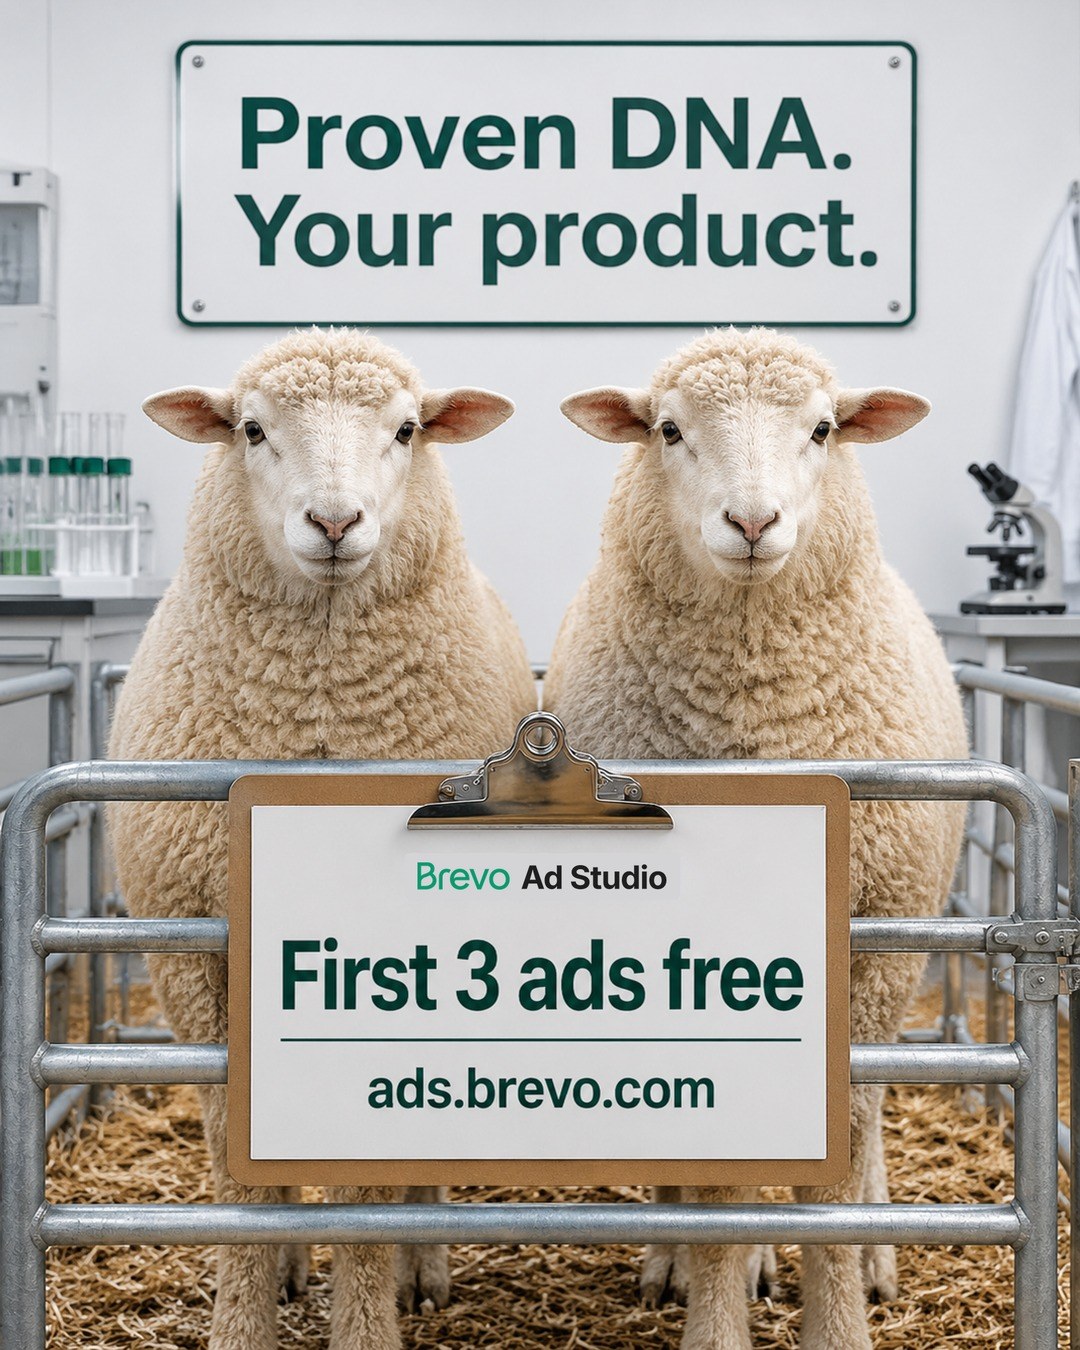 Proven DNA.
Your product.
Brevo Ad Studio
First 3 ads free
ads.brevo.com